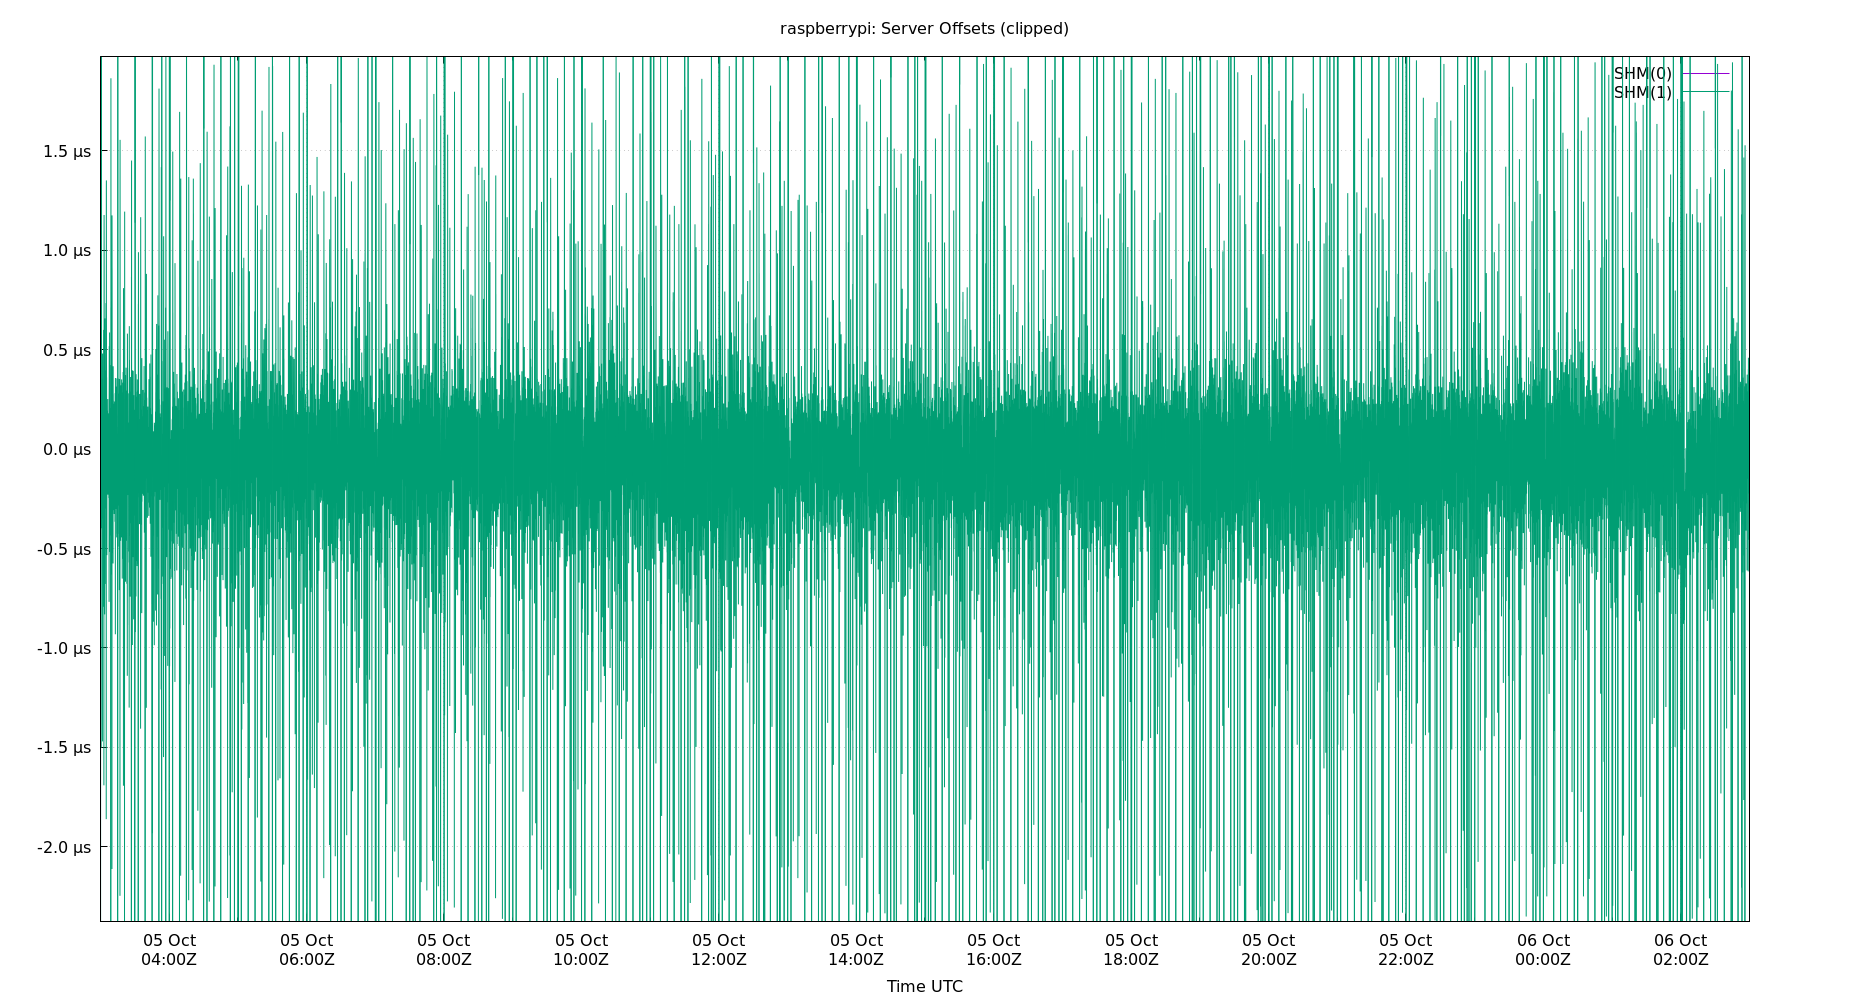 raspberrypi: Server Offsets (clipped)
SHM(0)
SHM(1)
1.5 µs
1.0 µs
0.5 µs
0.0 µs
-0.5 µs
-1.0 µs
-1.5 µs
-2.0 µs
05 Oct 05 Oct 05 Oct 05 Oct 05 Oct 05 Oct 05 Oct 05 Oct 05 Oct 05 Oct 06 Oct 06 Oct
04:00Z 06:00Z 08:00Z 10:00Z 12:00Z 14:00Z 16:00Z 18:00Z 20:00Z 22:00Z 00:00Z 02:00Z
Time UTC